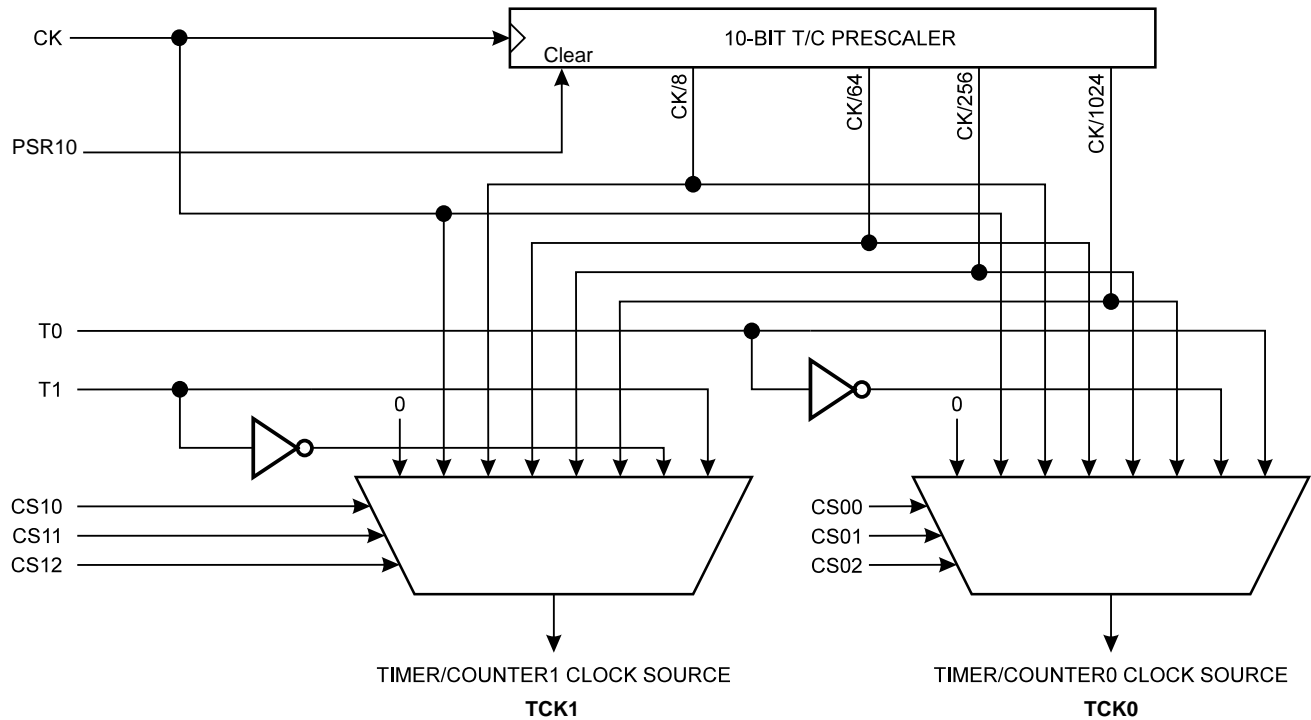 CK
10-BIT T/C PRESCALER
Clear
CK/8
CK/64
CK/256
CK/1024
PSR10
T0
T1
0
0
CS10
CS11
CS12
CS00
CS01
CS02
TIMER/COUNTER1 CLOCK SOURCE
TCK1
TIMER/COUNTER0 CLOCK SOURCE
TCK0